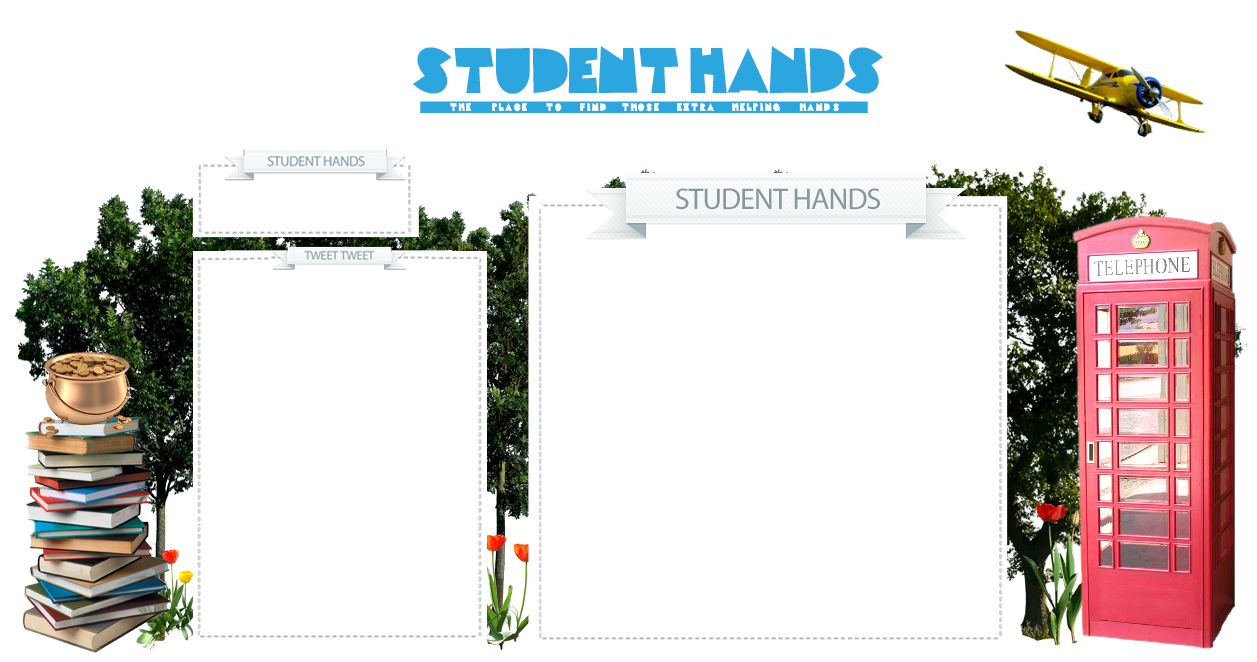 STUDENT HANDS
THE PLACE TO FIND THOSE EXTRA HELPING HANDS
STUDENT HANDS
STUDENT HANDS
TWEET TWEET
TELEPHONE